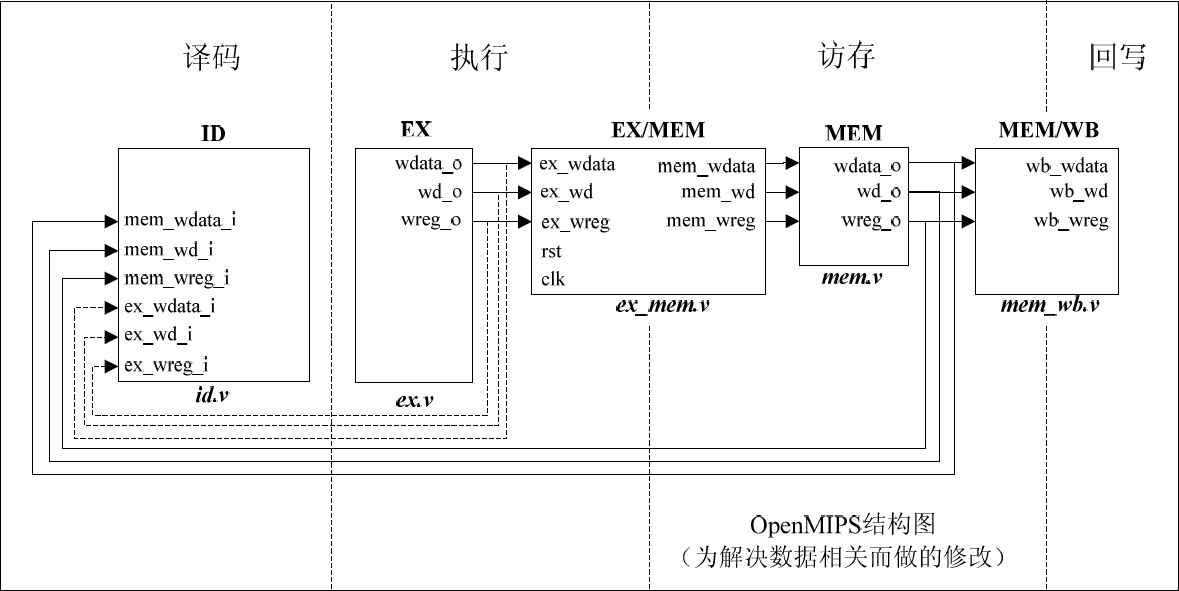 译码
执行
访存
回写
ID
mem_wdata_i
mem_wd_i
mem_wreg_i
ex_wdata_i
ex_wd_i
ex_wreg_i
id.v
EX
wdata_o
wd_o
wreg_o
ex.v
EX/MEM
ex_wdata mem_wdata
ex_wd mem_wd
ex_wreg mem_wreg
rst
clk
ex_mem.v
MEM
wdata_o
wd_o
wreg_o
mem.v
MEM/WB
wb_wdata
wb_wd
wb_wreg
mem_wb.v
OpenMIPS结构图
（为解决数据相关而做的修改）